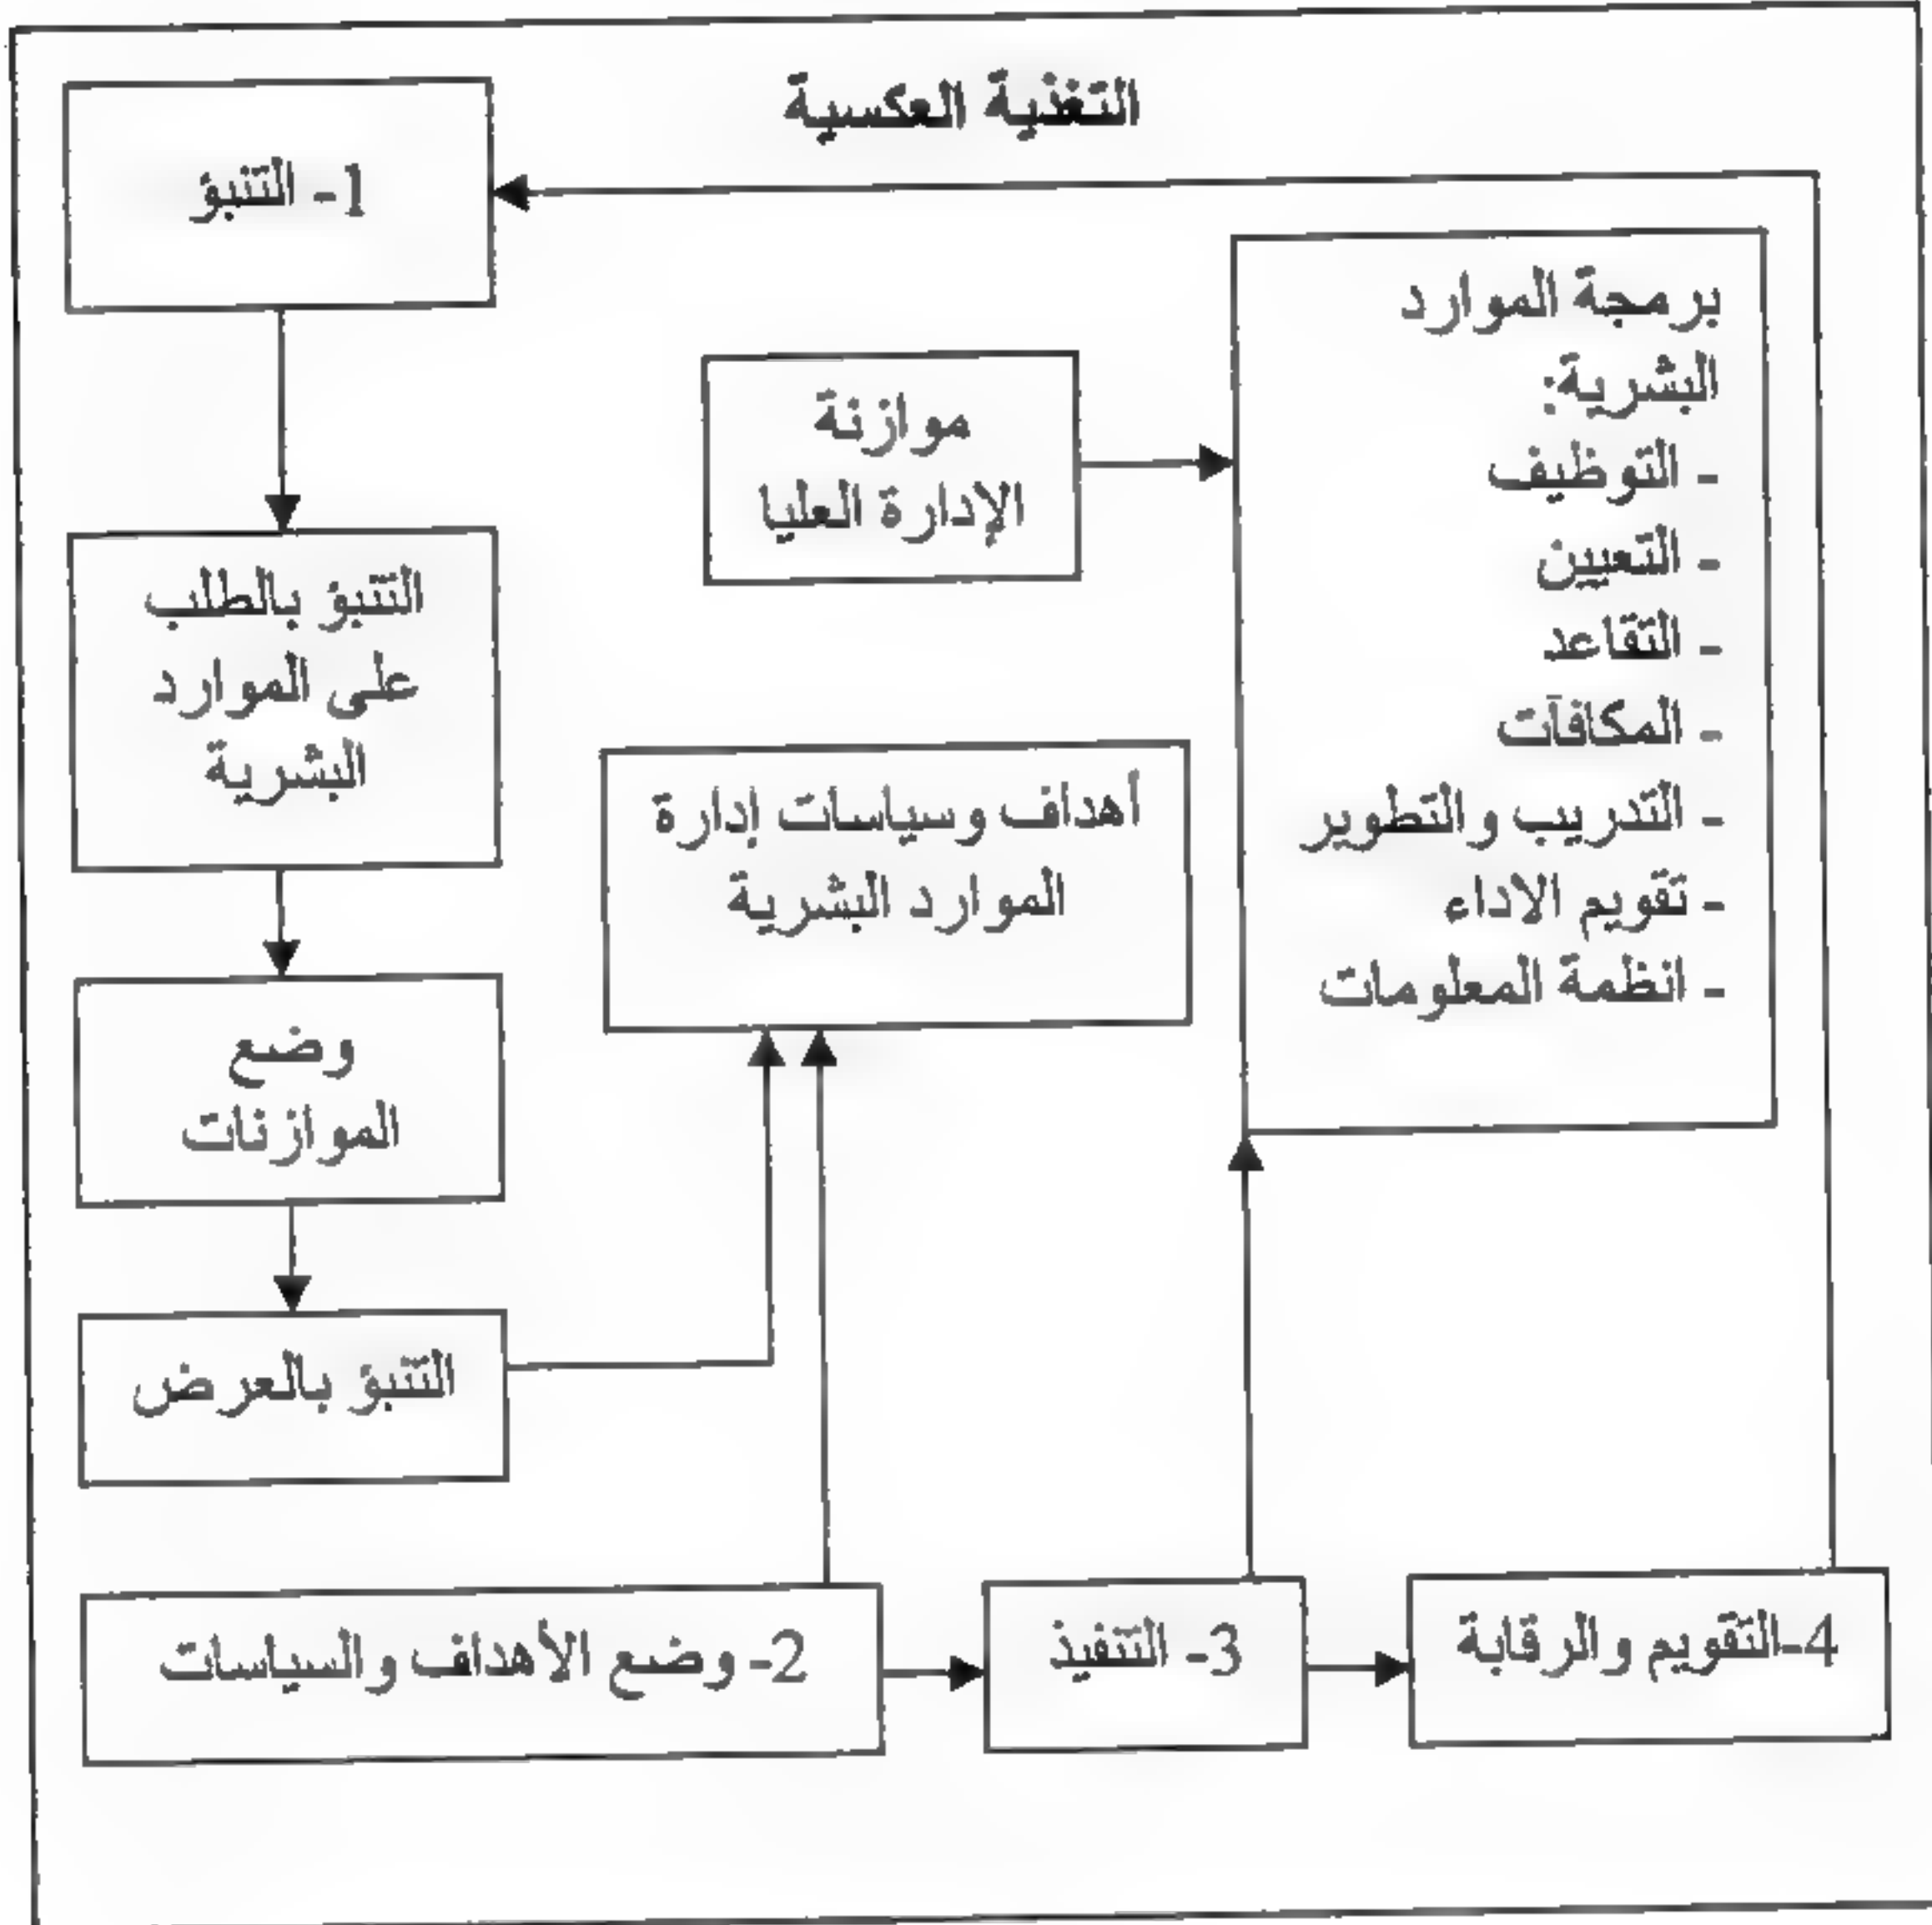 التغذية العكسية
1- التنبؤ
التنبؤ بالطلب
على الموارد
البشرية
وضع
الموازنات
التنبؤ بالعرض
موازنة
الإدارة العليا
أهداف وسياسات إدارة
الموارد البشرية
برمجة الموارد
البشرية:
- التوظيف
- التعيين
- التقاعد
- المكافآت
- التدريب والتطوير
- تقويم الاداء
- انظمة المعلومات
2- وضع الأهداف والسياسات
3- التنفيذ
4-التقويم والرقابة